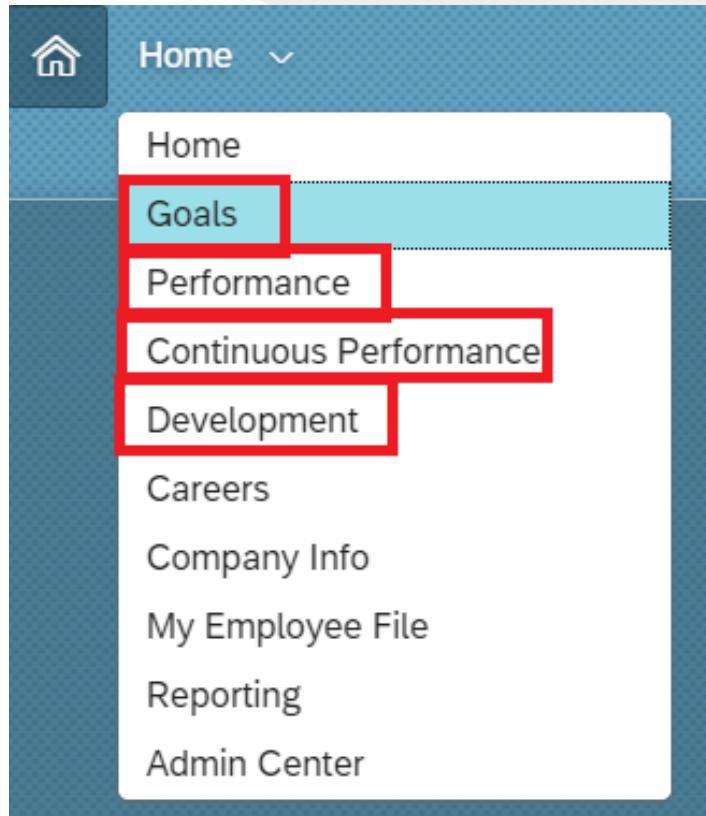 Home
Home
Goals
Performance
Continuous Performance
Development
Careers
Company Info
My Employee File
Reporting
Admin Center